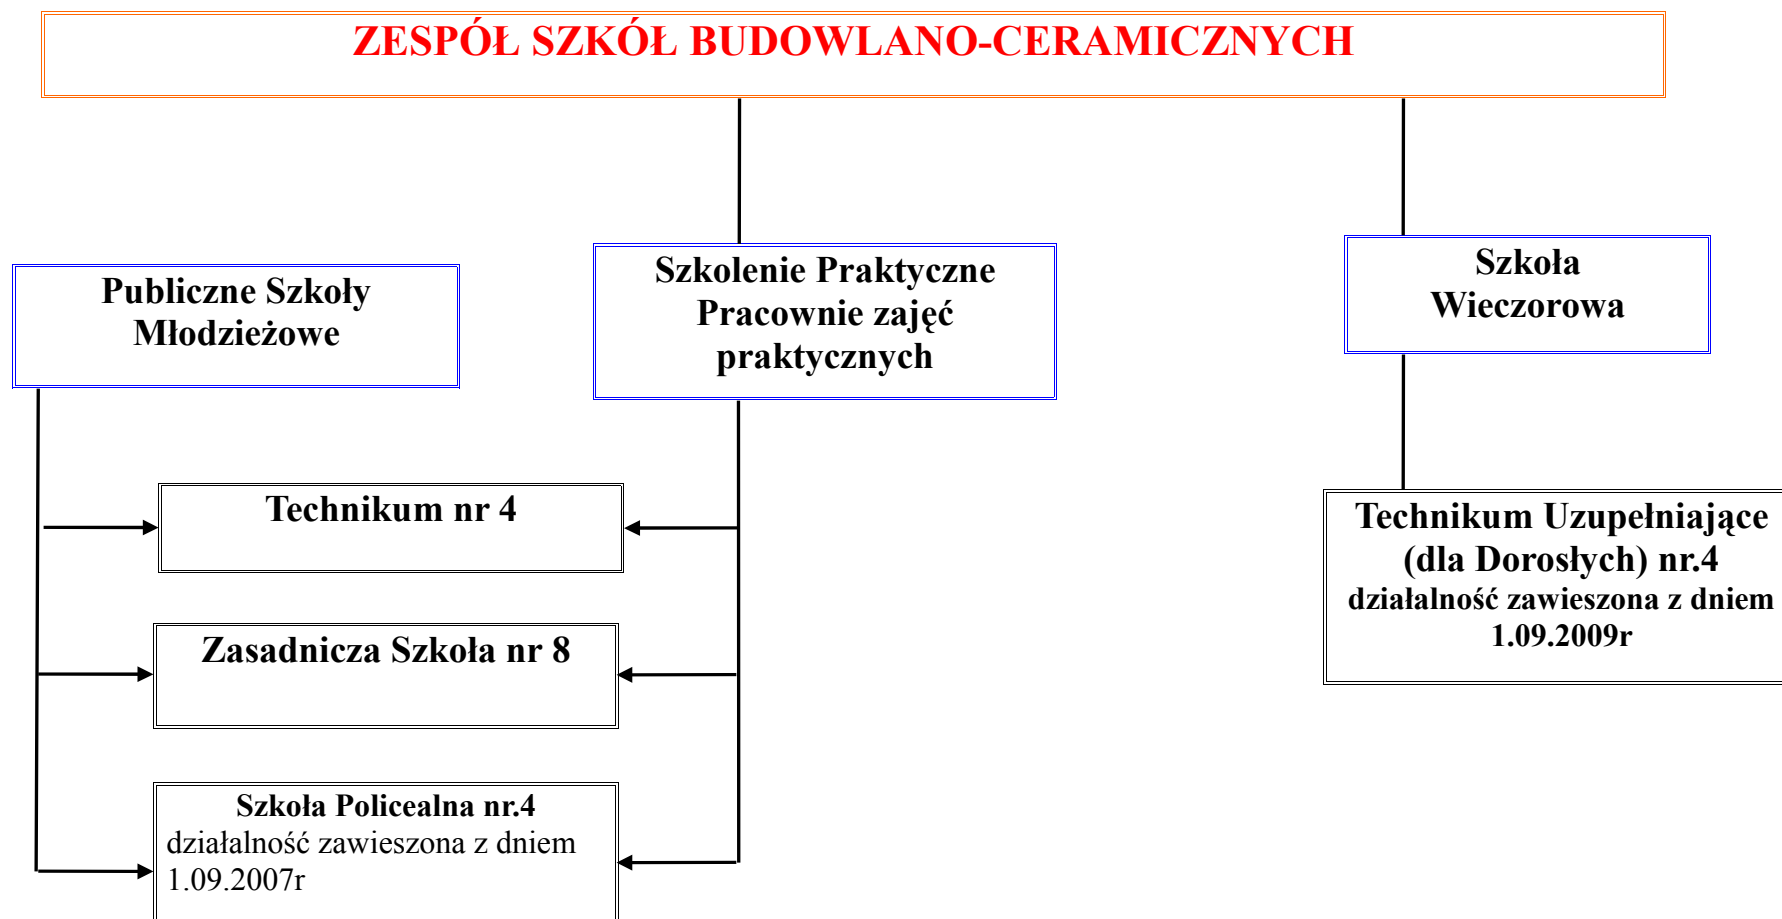 ZESPÓŁ SZKÓŁ BUDOWLANO-CERAMICZNYCH
Publiczne Szkoły
Młodzieżowe
Szkolenie Praktyczne
Pracownie zajęć
praktycznych
Szkoła
Wieczorowa
Technikum nr 4
Zasadnicza Szkoła nr 8
Szkoła Policealna nr.4
działalność zawieszona z dniem
1.09.2007r
Technikum Uzupełniające
(dla Dorosłych) nr.4
działalność zawieszona z dniem
1.09.2009r